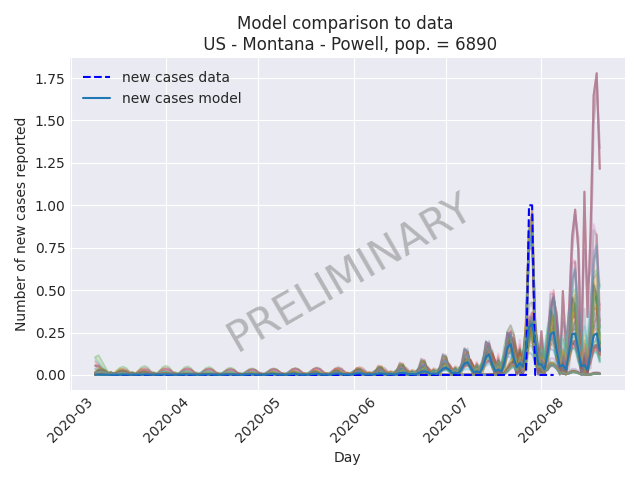 Model comparison to data
US - Montana - Powell, pop. = 6890
new cases data
new cases model
Number of new cases reported
1.75
1.50
1.25
1.00
0.75
0.50
0.25
0.00
PRELIMINARY
2020-03
2020-04
2020-05
2020-06
2020-07
2020-08
Day